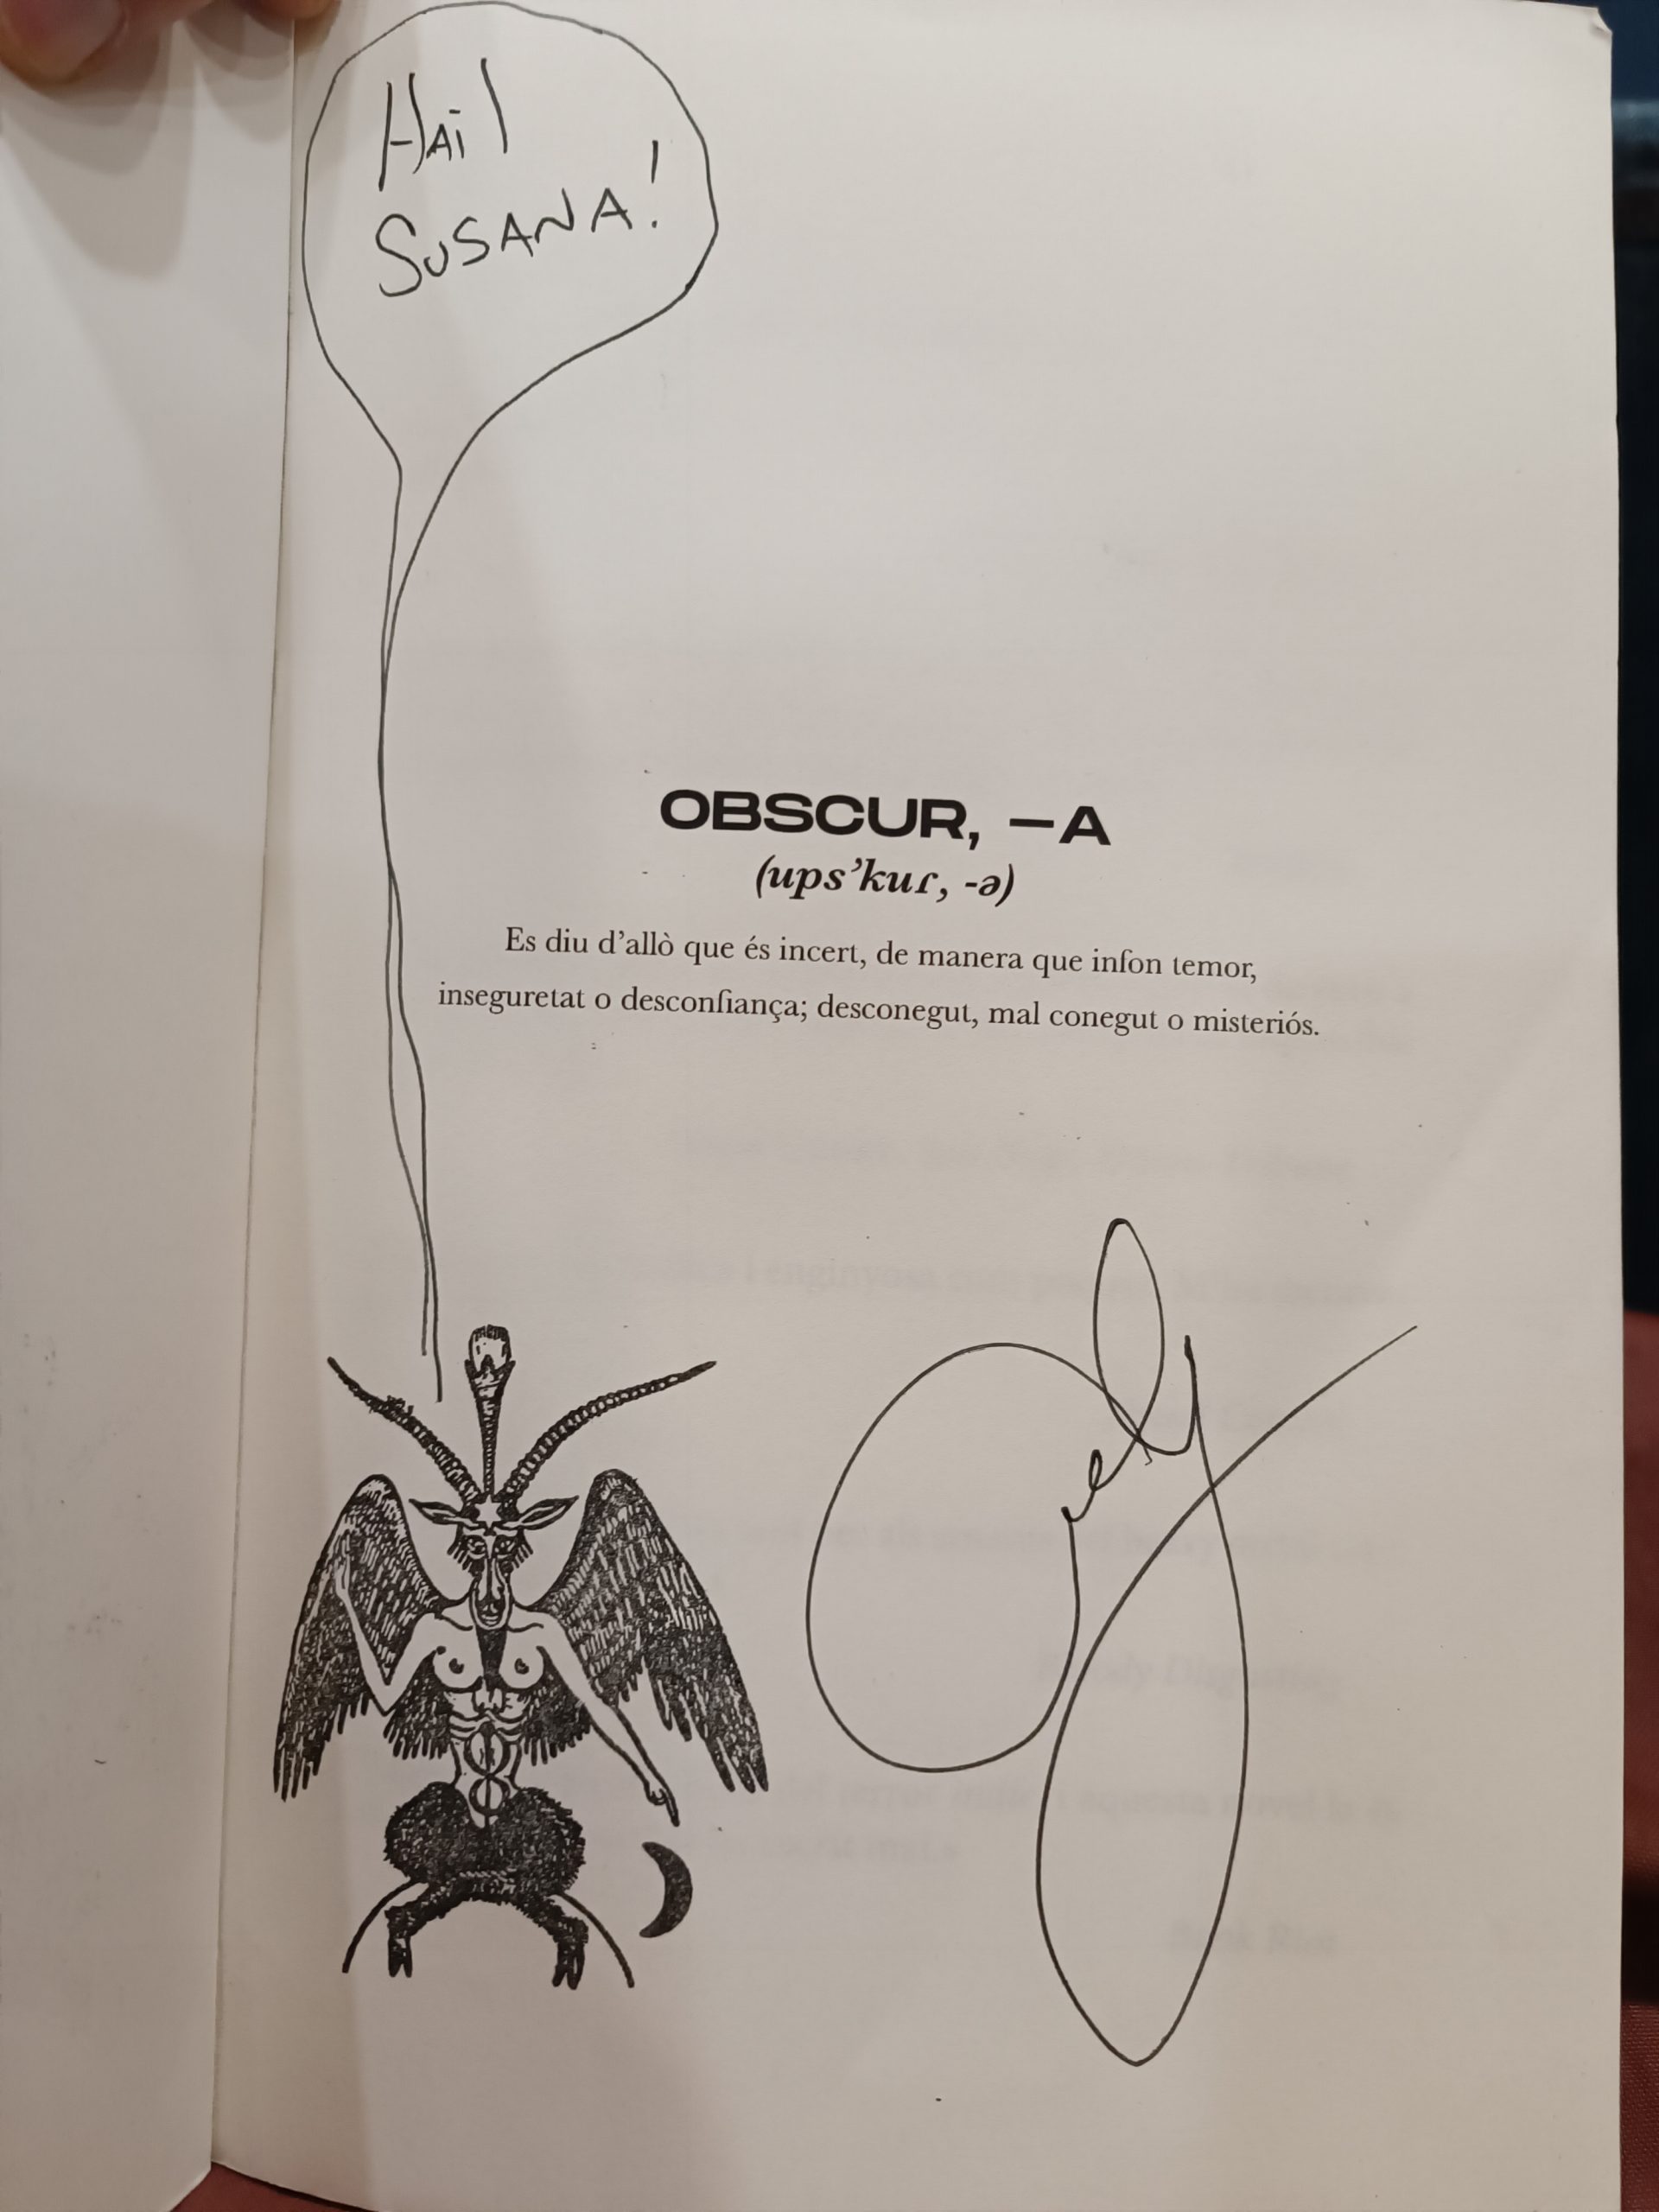 HAil
SUSANA!
OBSCUR, —A
(ups’kuɾ, -ə)
Es diu d’allò que és incert, de manera que infon temor,
inseguretat o desconfiança; desconegut, mal conegut o misteriós.